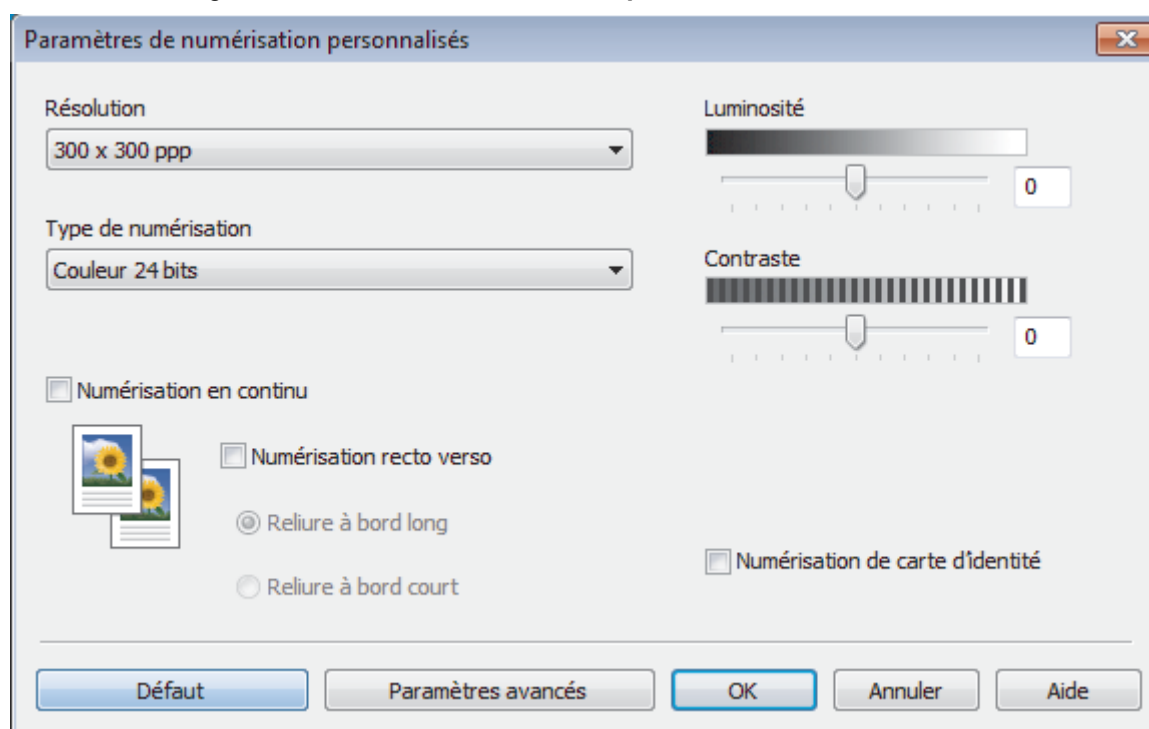 Paramètres de numérisation personnalisés
Résolution
300 x 300 ppp
Type de numérisation
Couleur 24 bits
Luminosité
0
Contraste
0
Numérisation en continu
Numérisation recto verso
Reliure à bord long
Reliure à bord court
Numérisation de carte d'identité
Défaut
Paramètres avancés
OK
Annuler
Aide